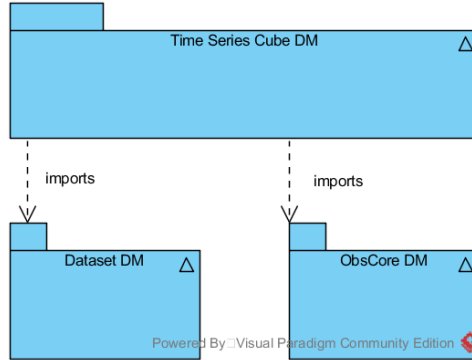 Time Series Cube DM
imports
imports
Dataset DM
ObsCore DM
Powered By Visual Paradigm Community Edition